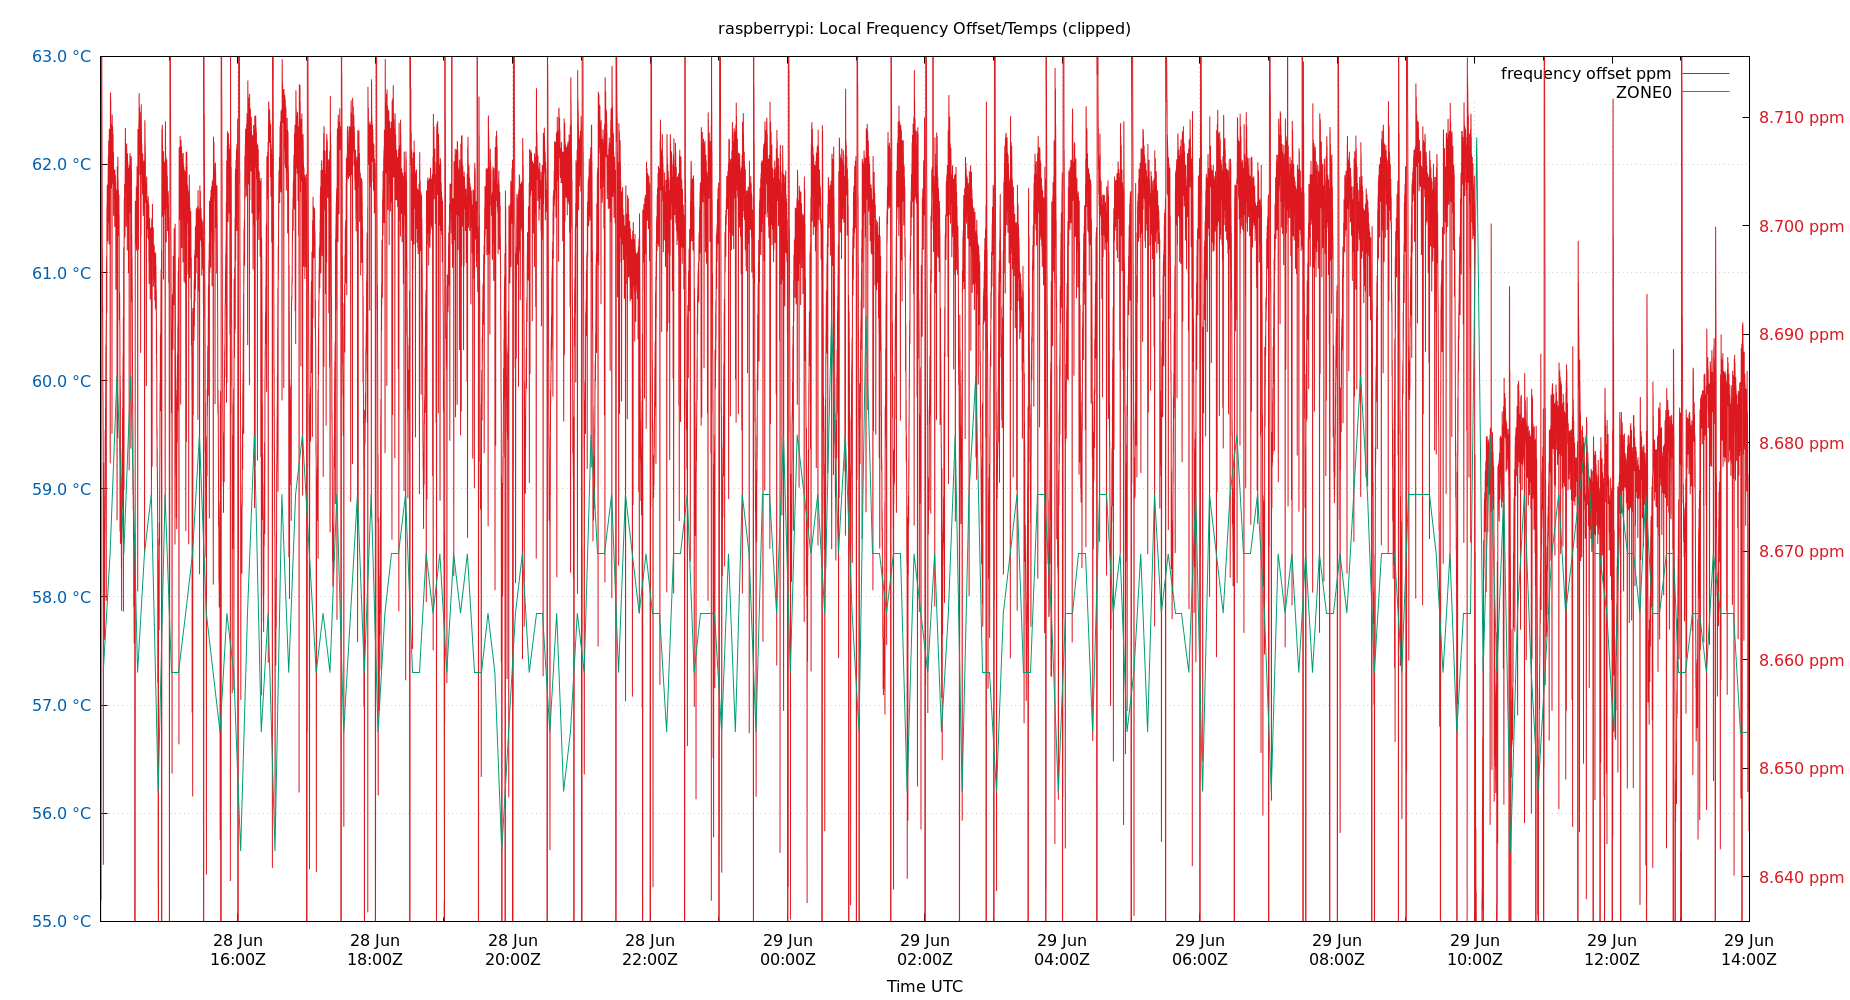 raspberrypi: Local Frequency Offset/Temps (clipped)
63.0 °C
62.0 °C
61.0 °C
60.0 °C
59.0 °C
58.0 °C
57.0 °C
56.0 °C
55.0 °C
frequency offset ppm
ZONE0
8.710 ppm
8.700 ppm
8.690 ppm
8.680 ppm
8.670 ppm
8.660 ppm
8.650 ppm
8.640 ppm
28 Jun 28 Jun 28 Jun 28 Jun 29 Jun 29 Jun 29 Jun 29 Jun 29 Jun 29 Jun 29 Jun 29 Jun
16:00Z 18:00Z 20:00Z 22:00Z 00:00Z 02:00Z 04:00Z 06:00Z 08:00Z 10:00Z 12:00Z 14:00Z
Time UTC